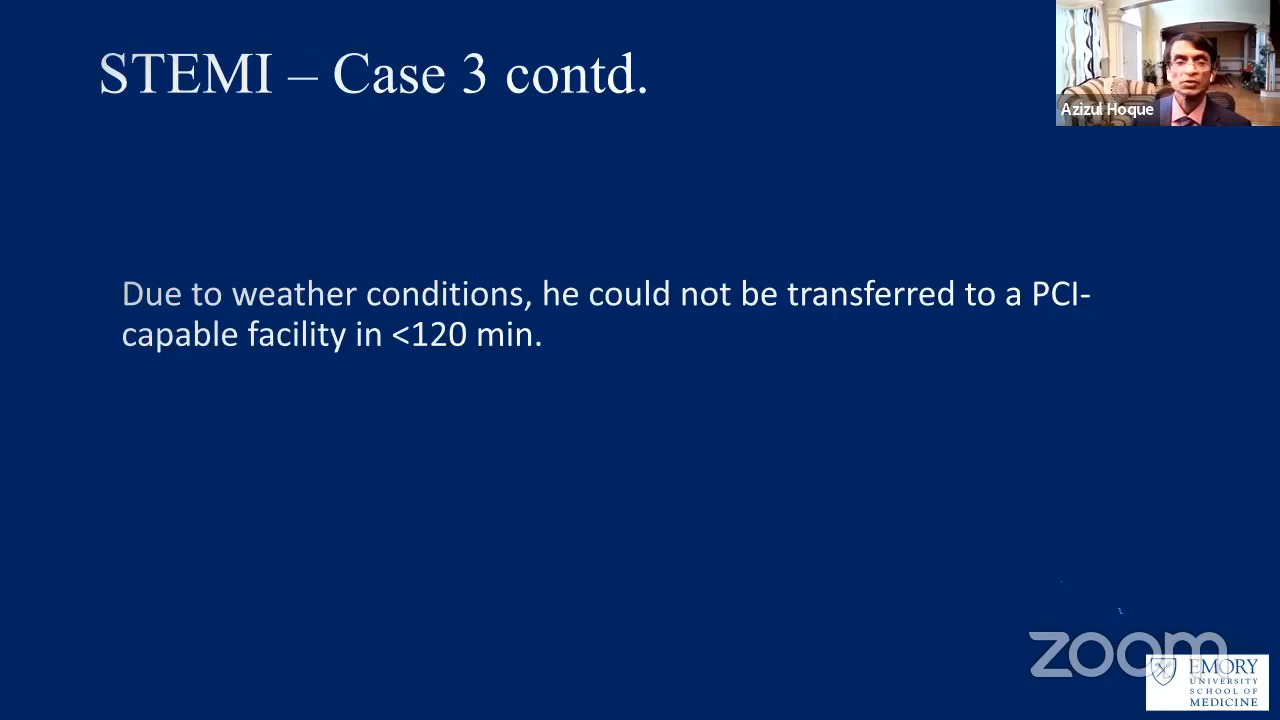 STEMI – Case 3 contd.
Azizul Hoque
Due to weather conditions, he could not be transferred to a PCI-
capable facility in <120 min.
zoom
EMORY
UNIVERSITY
SCHOOL OF
MEDICINE